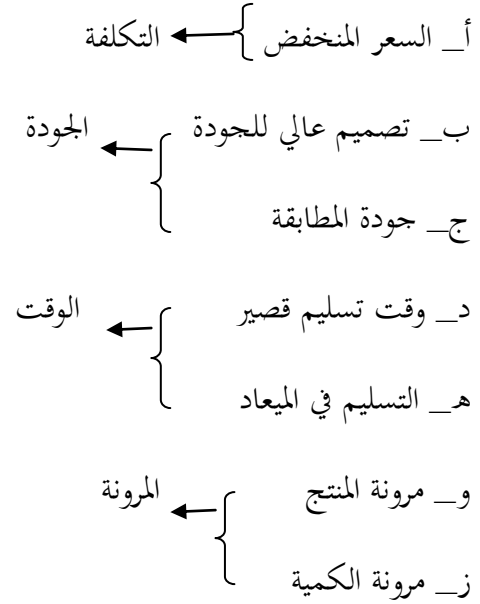 أ_ السعر المنخفض التكلفة
ب_ تصميم عالي للجودة الجودة
ج_ جودة المطابقة
د_ وقت تسليم قصير الوقت
هـ_ التسليم في الميعاد
و_ مرونة المنتج المرونة
ز_ مرونة الكمية